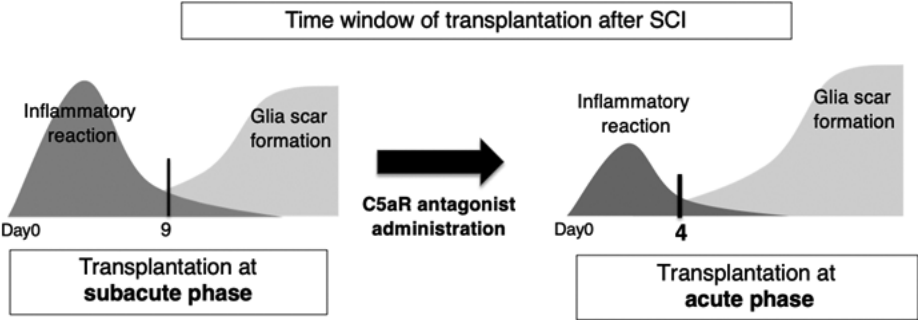 Time window of transplantation after SCI
Inflammatory
reaction
Glia scar
formation
Day0
9
Transplantation at
subacute phase
C5aR antagonist
administration
Inflammatory
reaction
Glia scar
formation
Day0
4
Transplantation at
acute phase